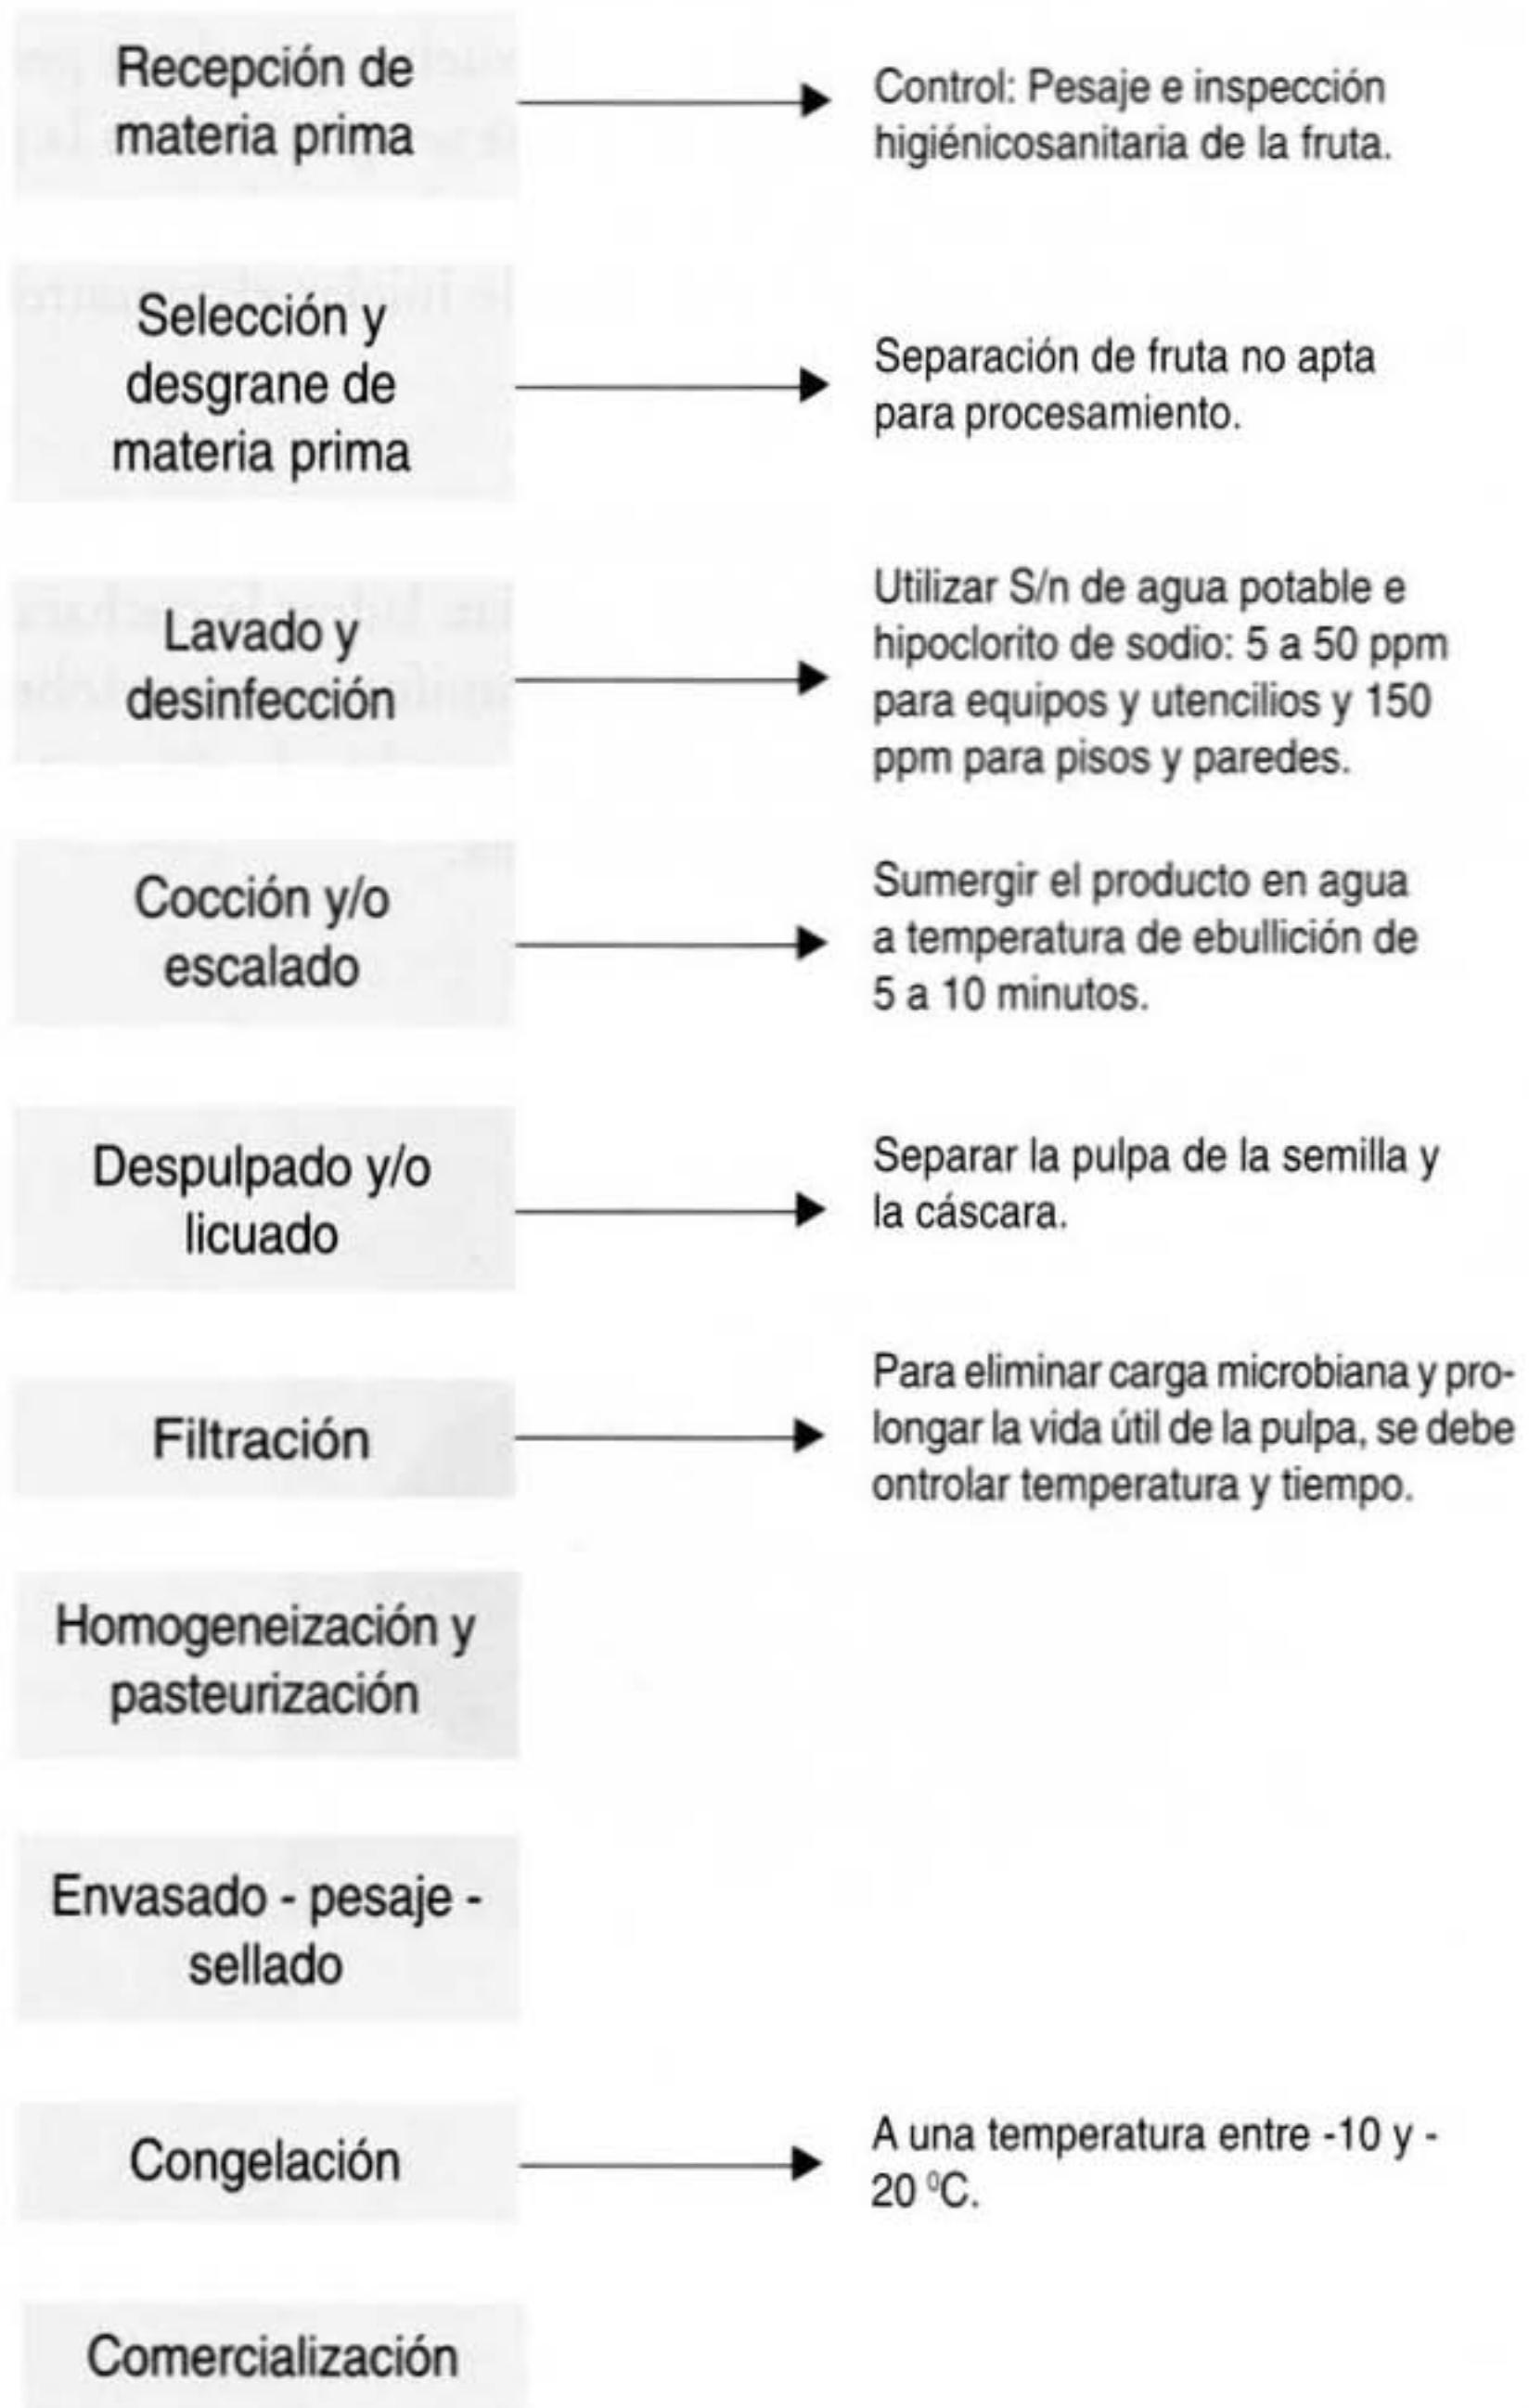 Recepción de
materia prima
Control: Pesaje e inspección
higiénicosanitaria de la fruta.
Selección y
desgrane de
materia prima
Separación de fruta no apta
para procesamiento.
Lavado y
desinfección
Utilizar S/n de agua potable e
hipoclorito de sodio: 5 a 50 ppm
para equipos y utencilios y 150
ppm para pisos y paredes.
Cocción y/o
escalado
Sumergir el producto en agua
a temperatura de ebullición de
5 a 10 minutos.
Despulpado y/o
licuado
Separar la pulpa de la semilla y
la cáscara.
Filtración
Para eliminar carga microbiana y pro-
longar la vida útil de la pulpa, se debe
ontrolar temperatura y tiempo.
Homogeneización y
pasteurización
Envasado - pesaje -
sellado
Congelación
A una temperatura entre -10 y -
20 ⁰C.
Comercialización